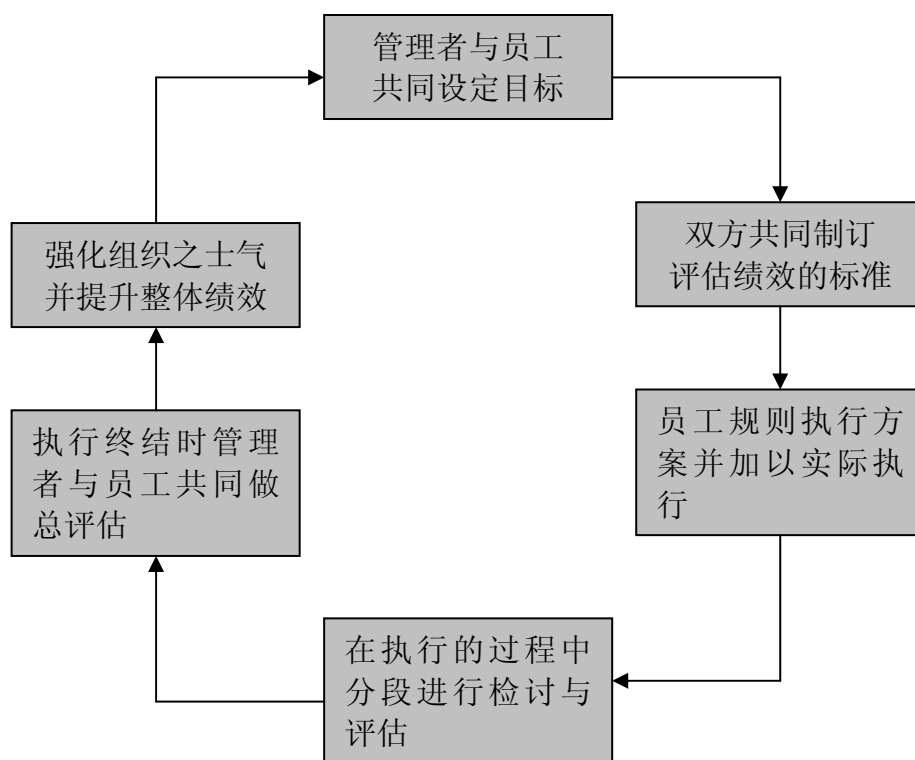 管理者与员工
共同设定目标
强化组织之士气
并提升整体绩效
双方共同制订
评估绩效的标准
执行终结时管理
者与员工共同做
总评估
员工规则执行方
案并加以实际执
行
在执行的过程中
分段进行检讨与
评估